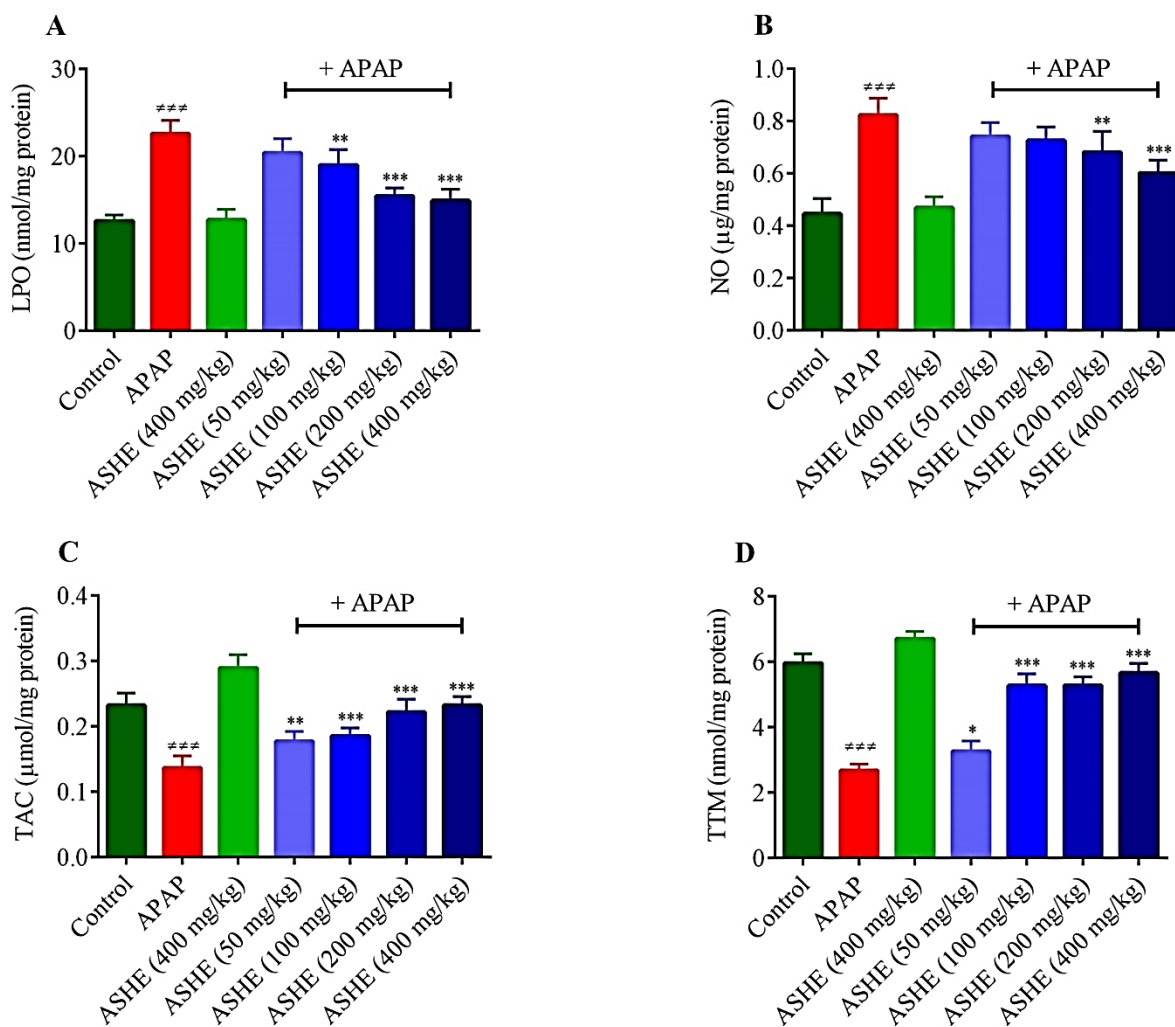 A
LPO (nmol/mg protein)
30
20
10
0
+ APAP
≠≠≠
**
***
***
Control
APAP
ASHE (400 mg/kg)
ASHE (50 mg/kg)
ASHE (100 mg/kg)
ASHE (200 mg/kg)
ASHE (400 mg/kg)
B
NO (µg/mg protein)
1.0
0.8
0.6
0.4
0.2
0.0
+ APAP
≠≠≠
**
***
Control
APAP
ASHE (400 mg/kg)
ASHE (50 mg/kg)
ASHE (100 mg/kg)
ASHE (200 mg/kg)
ASHE (400 mg/kg)
C
TAC (µmol/mg protein)
0.4
0.3
0.2
0.1
0.0
+ APAP
≠≠≠
**
***
***
***
Control
APAP
ASHE (400 mg/kg)
ASHE (50 mg/kg)
ASHE (100 mg/kg)
ASHE (200 mg/kg)
ASHE (400 mg/kg)
D
TTM (nmol/mg protein)
8
6
4
2
0
+ APAP
≠≠≠
*
***
***
***
Control
APAP
ASHE (400 mg/kg)
ASHE (50 mg/kg)
ASHE (100 mg/kg)
ASHE (200 mg/kg)
ASHE (400 mg/kg)